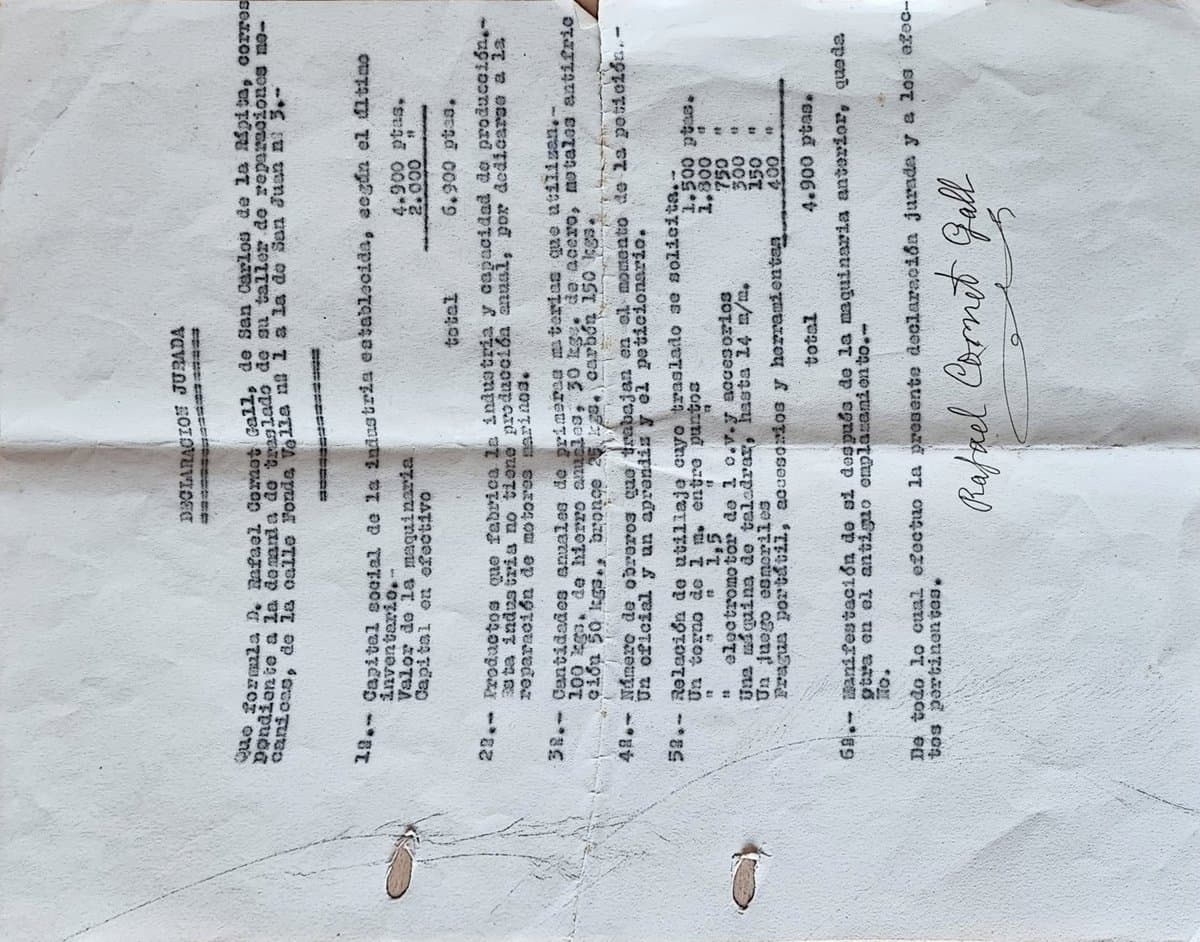 DECLARACION JURADA
==================
Que formula D. Rafael Cornet Gall, de San Carlos de la Rápita, corres
pondiente a la demanda de traslado de su taller de reparaciones me-
canicas, de la calle Fonda Vella nº 1 a la de San Juan nº 3.-
==============
1º.- Capital social de la industria establecida, según el último
inventario.-
Valor de la maquinaria 4.900 ptas.
Capital en efectivo 2.000 "
total 6.900 ptas.
2º.- Productos que fabrica la industria y capacidad de producción.-
Esta industria no tiene producción anual, por dedicarse a la
reparación de motores marinos.
3º.- Cantidades anuales de primeras materias que utilizan.-
100 kgs. de hierro anuales, 30 kgs. de acero, metales antifric
ción 50 kgs., bronce 25 kgs. carbón 150 kgs.
4º.- Número de obreros que trabajan en el momento de la petición.-
Un oficial y un aprendiz y el peticionario.
5º.- Relación de utillaje cuyo traslado se solicita.-
Un torno de 1 m. entre puntos 1.500 ptas.
" " " 1,5 " " 1.800 "
" electromotor de 1 c.v. y accesorios 750 "
Una máquina de taladrar, hasta 14 m/m. 300 "
Un juego esmeriles 150 "
Fragua portátil, accesorios y herramientas 400 "
total 4.900 ptas.
6º.- Manifestación de si después de la maquinaria anterior, queda
otra en el antiguo emplazamiento.-
No.
De todo lo cual efectuo la presente declaración jurada y a los efec-
tos pertinentes.
Rafael Cornet Gall